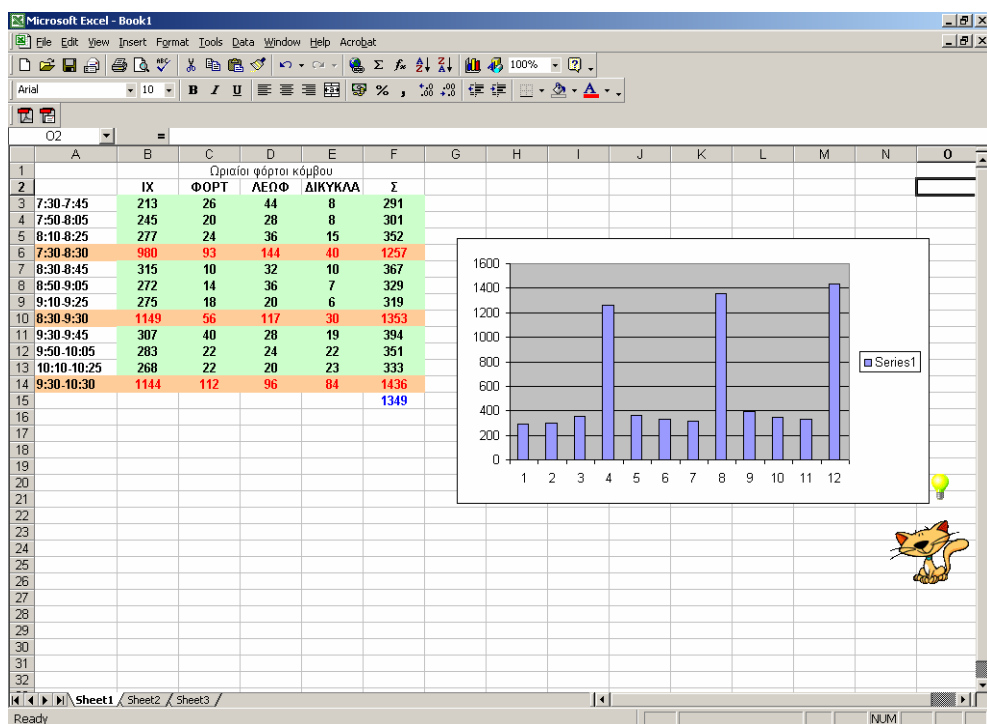 Microsoft Excel - Book1
File Edit View Insert Format Tools Data Window Help Acrobat
100%
Arial 10 B I U % ,
O2 =
A B C D E F G H I J K L M N O
1 Ωριαίοι φόρτοι κόμβου
2 ΙΧ ΦΟΡΤ ΛΕΩΦ ΔΙΚΥΚΛΑ Σ
3 7:30-7:45 213 26 44 8 291
4 7:50-8:05 245 20 28 8 301
5 8:10-8:25 277 24 36 15 352
6 7:30-8:30 980 93 144 40 1257
7 8:30-8:45 315 10 32 10 367
8 8:50-9:05 272 14 36 7 329
9 9:10-9:25 275 18 20 6 319
10 8:30-9:30 1149 56 117 30 1353
11 9:30-9:45 307 40 28 19 394
12 9:50-10:05 283 22 24 22 351
13 10:10-10:25 268 22 20 23 333
14 9:30-10:30 1144 112 96 84 1436
15 1349
16
17
18
19
20
21
22
23
24
25
26
27
28
29
30
31
32
1600
1400
1200
1000
800
600
400
200
0
1 2 3 4 5 6 7 8 9 10 11 12
Series1
Sheet1 Sheet2 Sheet3
Ready NUM